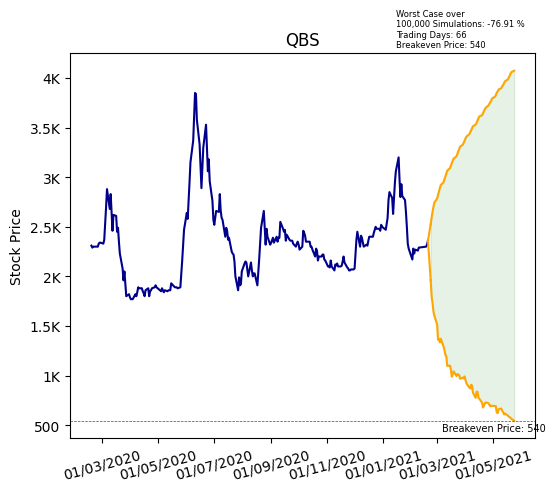 Worst Case over
100,000 Simulations: -76.91 %
Trading Days: 66
Breakeven Price: 540
QBS
Stock Price
4K
3.5K
3K
2.5K
2K
1.5K
1K
500
Breakeven Price: 540
01/03/2020
01/05/2020
01/07/2020
01/09/2020
01/11/2020
01/01/2021
01/03/2021
01/05/2021